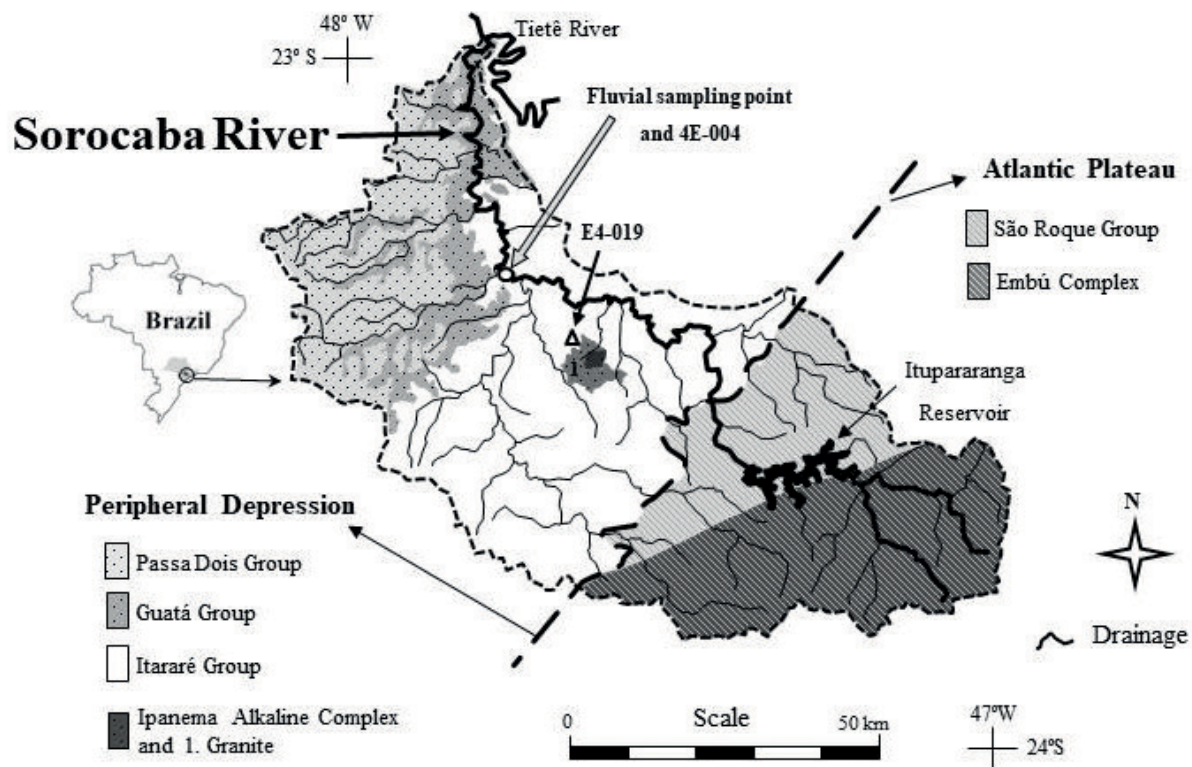 48° W
23° S
Tietê River
Fluvial sampling point
and 4E-004
Sorocaba River
Atlantic Plateau
São Roque Group
Embú Complex
E4-019
Brazil
i
Itupararanga
Reservoir
Peripheral Depression
Passa Dois Group
Guatá Group
Itararé Group
Ipanema Alkaline Complex
and 1. Granite
N
Drainage
0
Scale
50 km
47°W
24°S